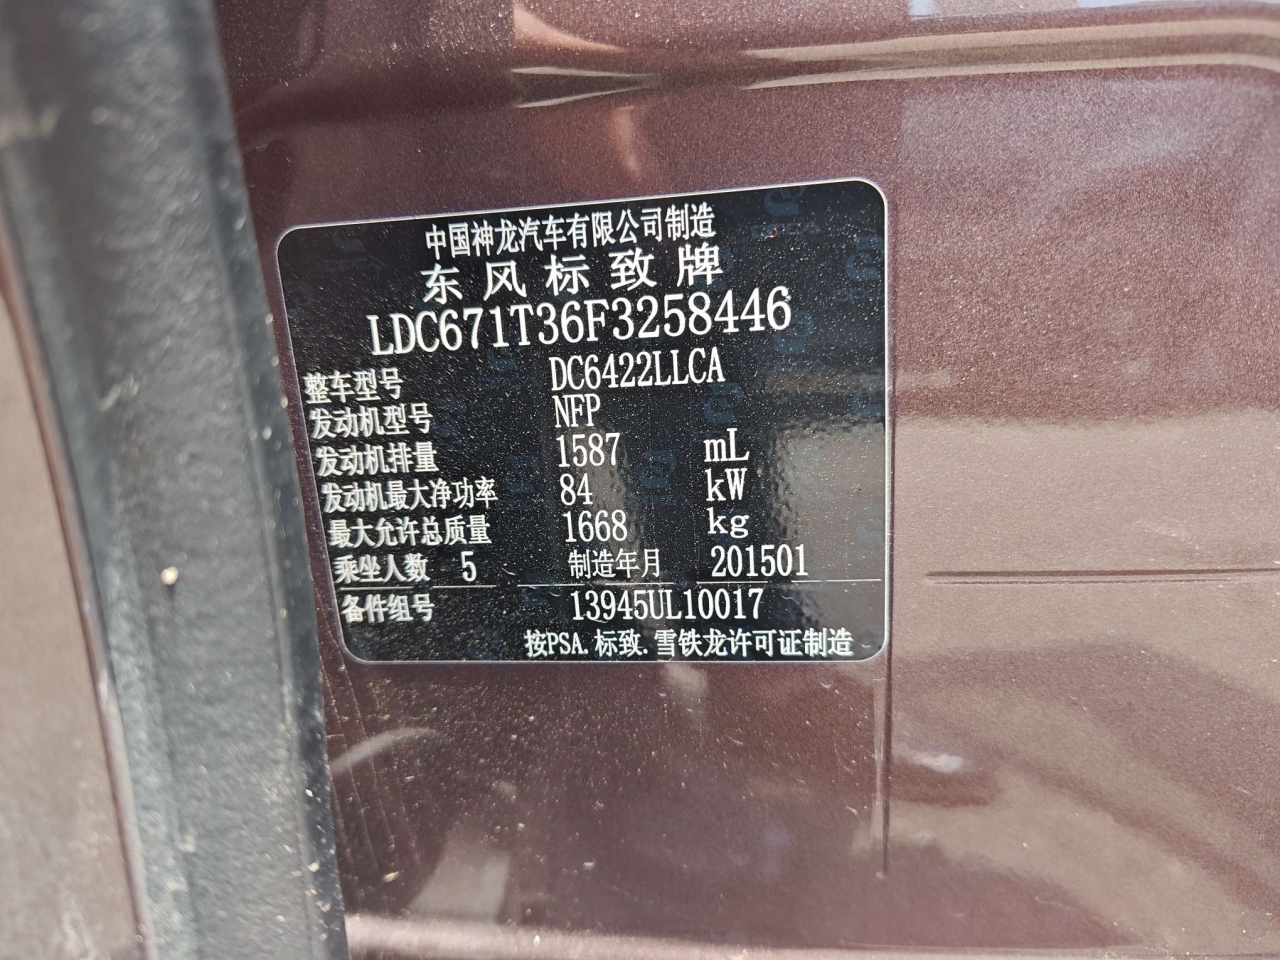 中国神龙汽车有限公司制造
东风标致牌
LDC671T36F3258446
整车型号 DC6422LLCA
发动机型号 NFP
发动机排量 1587 mL
发动机最大净功率 84 kW
最大允许总质量 1668 kg
乘坐人数 5 制造年月 201501
备件组号 13945UL10017
按PSA.标致.雪铁龙许可证制造